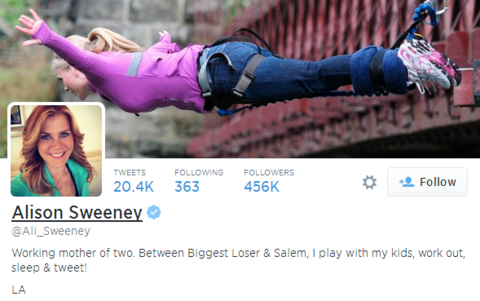 TWEETS FOLLOWING FOLLOWERS
20.4K 363 456K
Follow
Alison Sweeney
@Ali_Sweeney
Working mother of two. Between Biggest Loser & Salem, I play with my kids, work out,
sleep & tweet!
LA